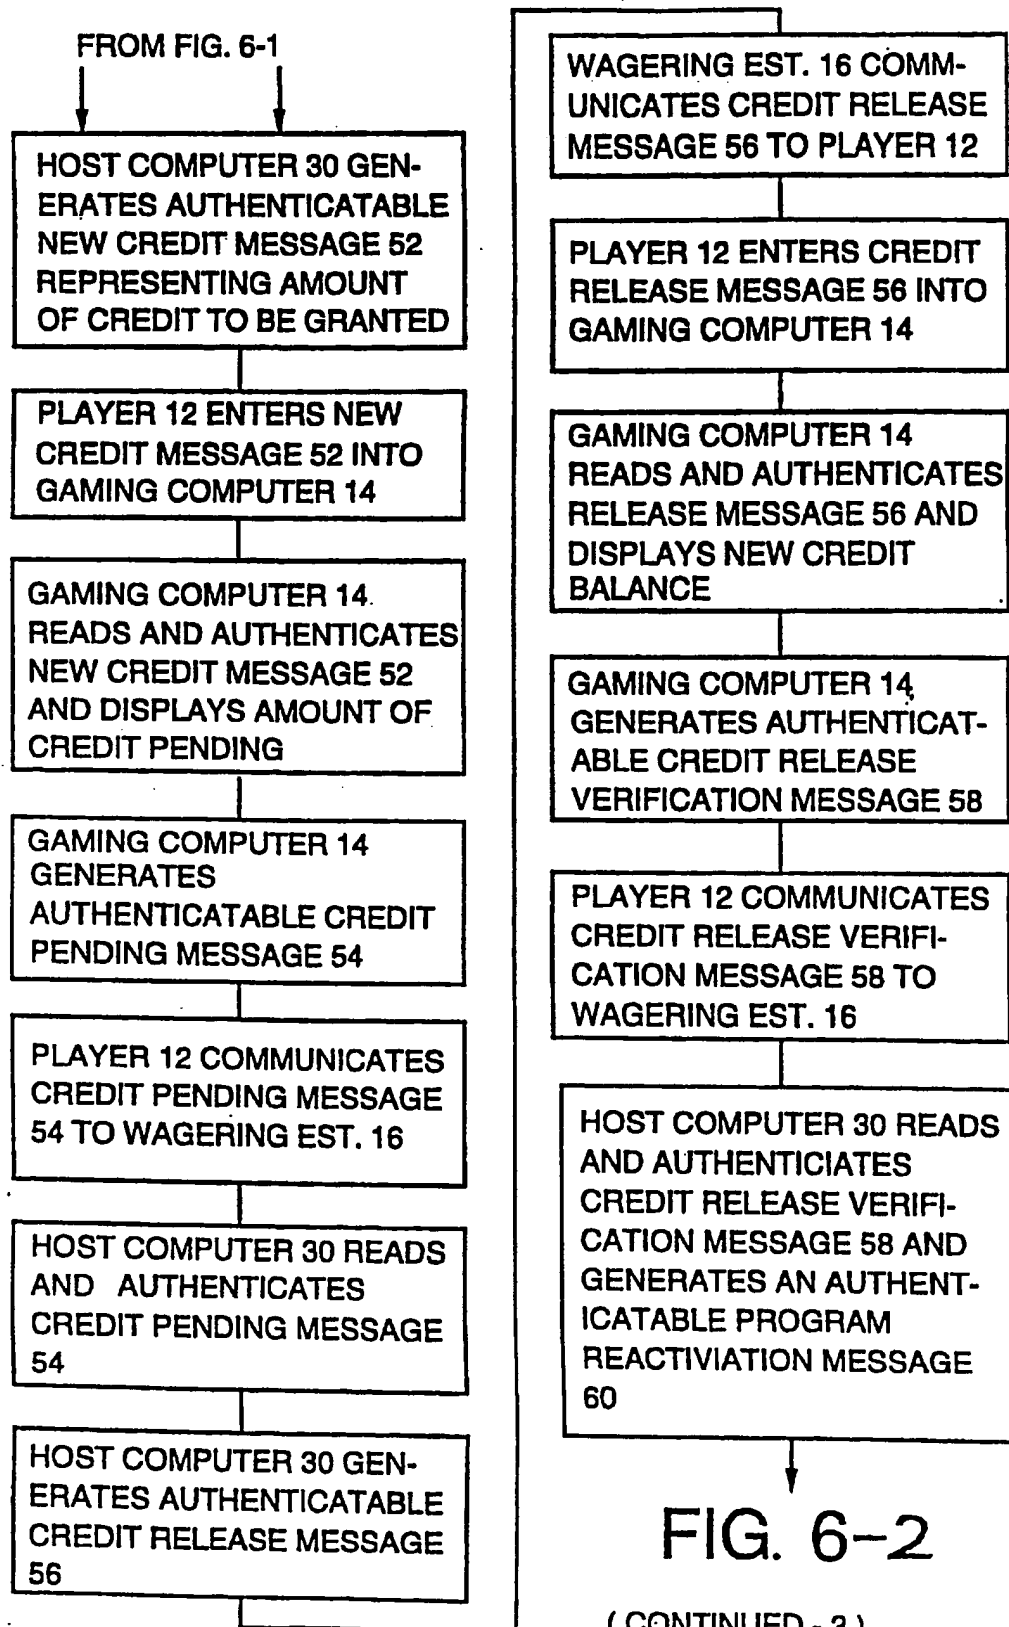 FROM FIG. 6-1
HOST COMPUTER 30 GEN-
ERATES AUTHENTICATABLE
NEW CREDIT MESSAGE 52
REPRESENTING AMOUNT
OF CREDIT TO BE GRANTED
PLAYER 12 ENTERS NEW
CREDIT MESSAGE 52 INTO
GAMING COMPUTER 14
GAMING COMPUTER 14
READS AND AUTHENTICATES
NEW CREDIT MESSAGE 52
AND DISPLAYS AMOUNT OF
CREDIT PENDING
GAMING COMPUTER 14
GENERATES
AUTHENTICATABLE CREDIT
PENDING MESSAGE 54
PLAYER 12 COMMUNICATES
CREDIT PENDING MESSAGE
54 TO WAGERING EST. 16
HOST COMPUTER 30 READS
AND AUTHENTICATES
CREDIT PENDING MESSAGE
54
HOST COMPUTER 30 GEN-
ERATES AUTHENTICATABLE
CREDIT RELEASE MESSAGE
56
WAGERING EST. 16 COMM-
UNICATES CREDIT RELEASE
MESSAGE 56 TO PLAYER 12
PLAYER 12 ENTERS CREDIT
RELEASE MESSAGE 56 INTO
GAMING COMPUTER 14
GAMING COMPUTER 14
READS AND AUTHENTICATES
RELEASE MESSAGE 56 AND
DISPLAYS NEW CREDIT
BALANCE
GAMING COMPUTER 14
GENERATES AUTHENTICAT-
ABLE CREDIT RELEASE
VERIFICATION MESSAGE 58
PLAYER 12 COMMUNICATES
CREDIT RELEASE VERIFI-
CATION MESSAGE 58 TO
WAGERING EST. 16
HOST COMPUTER 30 READS
AND AUTHENTICIATES
CREDIT RELEASE VERIFI-
CATION MESSAGE 58 AND
GENERATES AN AUTHENT-
ICATABLE PROGRAM
REACTIVIATION MESSAGE
60
FIG. 6-2
(CONTINUED - 3)